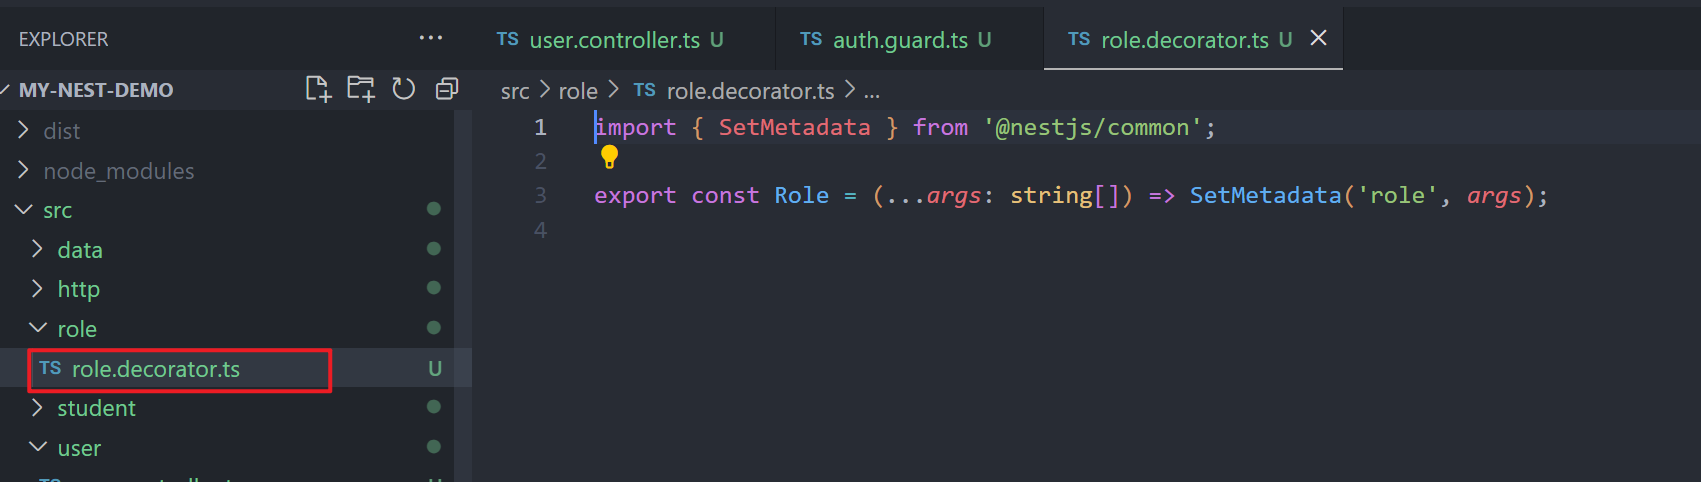 EXPLORER ...
MY-NEST-DEMO
dist
node_modules
src
data
http
role
TS role.decorator.ts U
student
user
TS user.controller.ts U
TS auth.guard.ts U
TS role.decorator.ts U
src > role > TS role.decorator.ts > ...
1 import { SetMetadata } from '@nestjs/common';
2
3 export const Role = (...args: string[]) => SetMetadata('role', args);
4